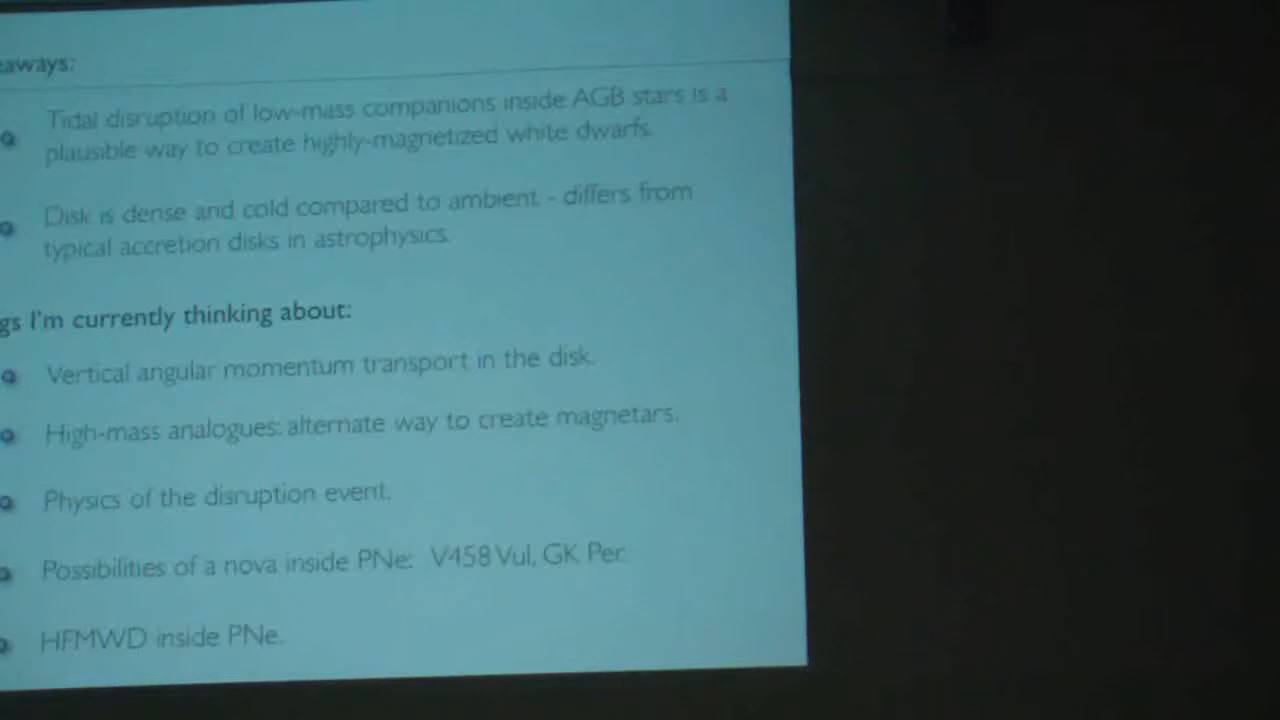 eaways:
Tidal disruption of low-mass companions inside AGB stars is a
plausible way to create highly-magnetized white dwarfs.
Disk is dense and cold compared to ambient - differs from
typical accretion disks in astrophysics.
gs I'm currently thinking about:
Vertical angular momentum transport in the disk.
High-mass analogues: alternate way to create magnetars.
Physics of the disruption event.
Possibilities of a nova inside PNe: V458 Vul, GK Per.
HFMWD inside PNe.